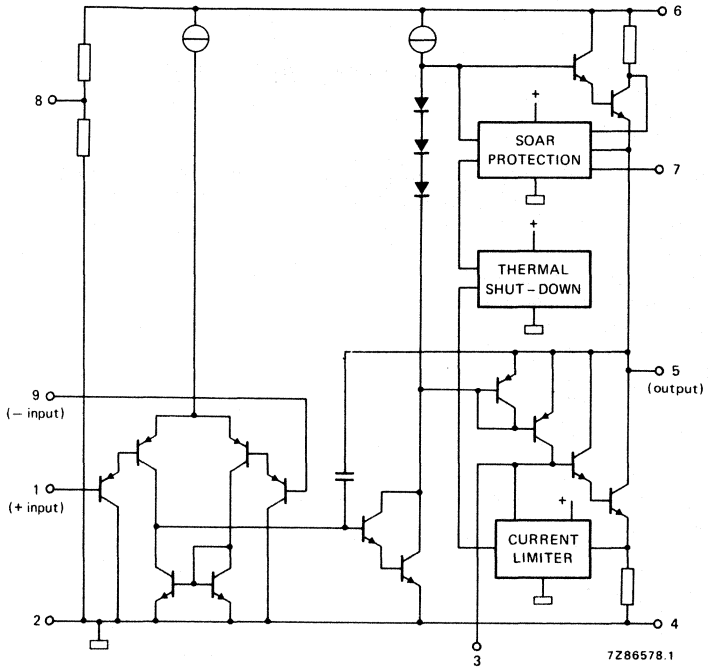 6
8
+
SOAR
PROTECTION
7
+
THERMAL
SHUT-DOWN
5
(output)
9
(- input)
1
(+ input)
+
CURRENT
LIMITER
2
4
3
7Z86578.1